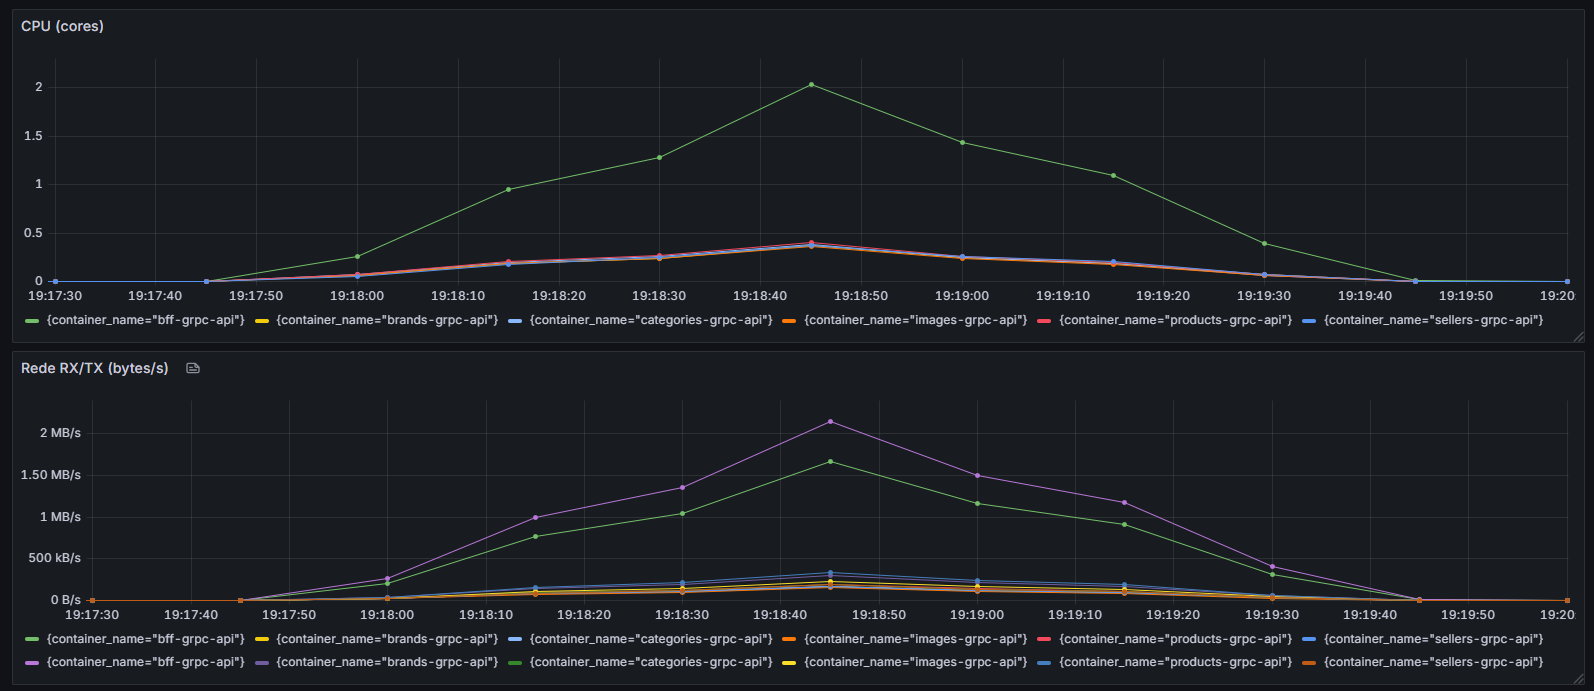 CPU (cores)
2
1.5
1
0.5
0
19:17:30 19:17:40 19:17:50 19:18:00 19:18:10 19:18:20 19:18:30 19:18:40 19:18:50 19:19:00 19:19:10 19:19:20 19:19:30 19:19:40 19:19:50 19:20:
{container_name="bff-grpc-api"} {container_name="brands-grpc-api"} {container_name="categories-grpc-api"} {container_name="images-grpc-api"} {container_name="products-grpc-api"} {container_name="sellers-grpc-api"}
Rede RX/TX (bytes/s)
2 MB/s
1.50 MB/s
1 MB/s
500 kB/s
0 B/s
19:17:30 19:17:40 19:17:50 19:18:00 19:18:10 19:18:20 19:18:30 19:18:40 19:18:50 19:19:00 19:19:10 19:19:20 19:19:30 19:19:40 19:19:50 19:20:
{container_name="bff-grpc-api"} {container_name="brands-grpc-api"} {container_name="categories-grpc-api"} {container_name="images-grpc-api"} {container_name="products-grpc-api"} {container_name="sellers-grpc-api"}
{container_name="bff-grpc-api"} {container_name="brands-grpc-api"} {container_name="categories-grpc-api"} {container_name="images-grpc-api"} {container_name="products-grpc-api"} {container_name="sellers-grpc-api"}